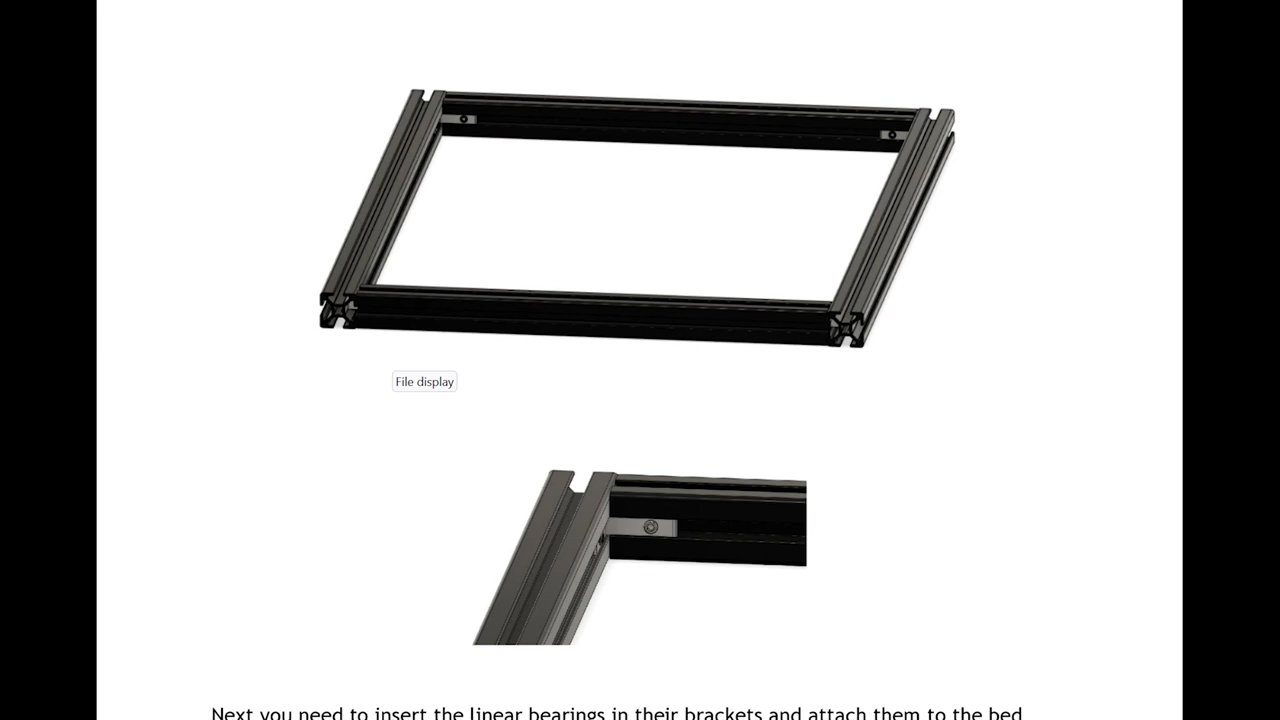 File display
Next you need to insert the linear bearings in their brackets and attach them to the bed